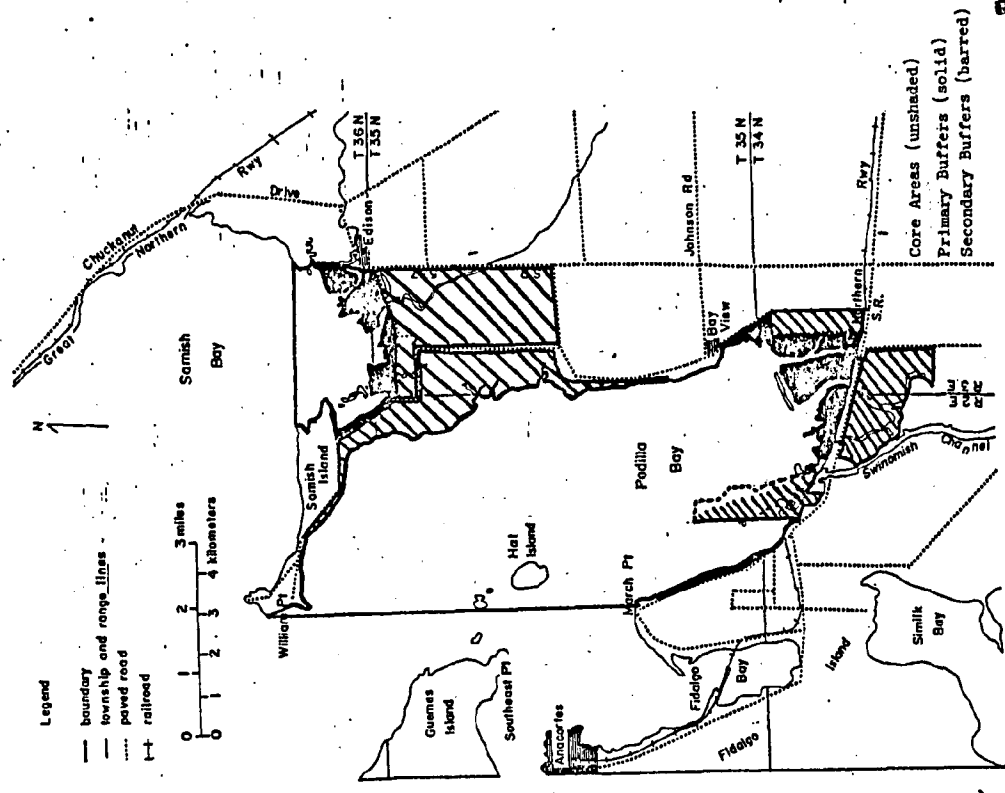 Legend
boundary
township and range lines
paved road
railroad
0 1 2 3 miles
0 1 2 3 4 kilometers
N
Great Northern Rwy
Chuckanut Drive
Samish
Bay
T 36 N
T 35 N
Edison
Samish
Island
William Pt
Guemes
Island
Southeast Pt
Hat
Island
Padilla
Bay
Johnson Rd
Bay
View
T 35 N
T 34 N
March Pt
Fidalgo
Bay
Anacortes
Fidalgo
Island
Similk
Bay
Swinomish
Channel
Northern
Rwy
S.R.
Core Areas (unshaded)
Primary Buffers (solid)
Secondary Buffers (barred)